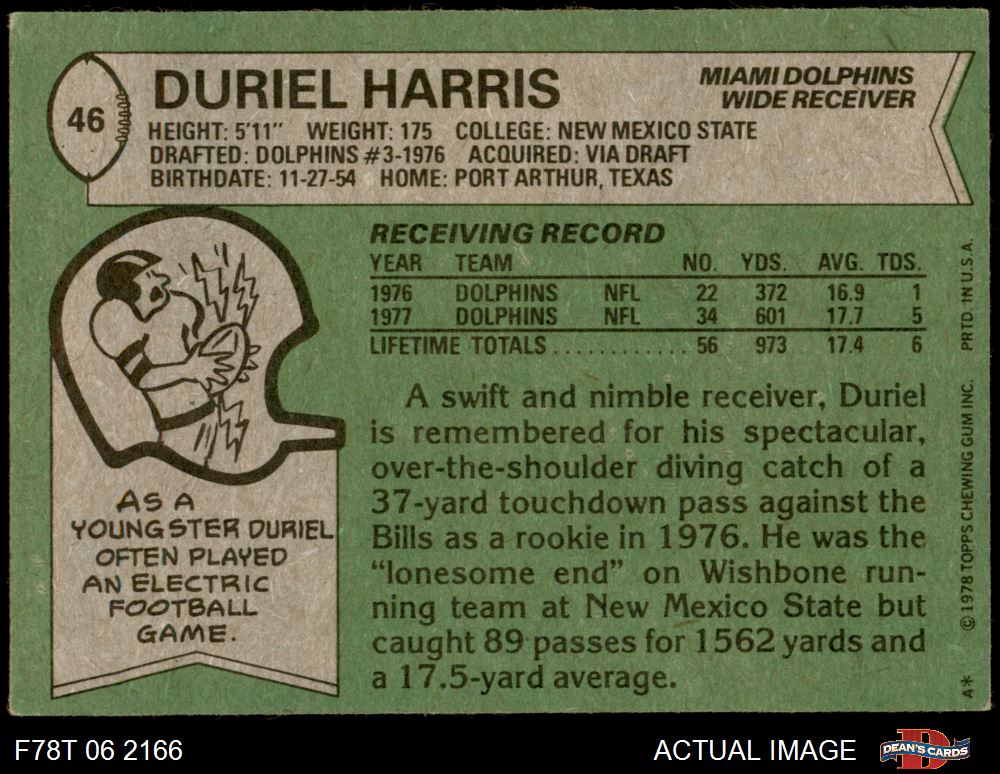 46
DURIEL HARRIS
MIAMI DOLPHINS
WIDE RECEIVER
HEIGHT: 5'11" WEIGHT: 175 COLLEGE: NEW MEXICO STATE
DRAFTED: DOLPHINS #3-1976 ACQUIRED: VIA DRAFT
BIRTHDATE: 11-27-54 HOME: PORT ARTHUR, TEXAS
RECEIVING RECORD
YEAR TEAM NO. YDS. AVG. TDS.
1976 DOLPHINS NFL 22 372 16.9 1
1977 DOLPHINS NFL 34 601 17.7 5
LIFETIME TOTALS............ 56 973 17.4 6
A swift and nimble receiver, Duriel
is remembered for his spectacular,
over-the-shoulder diving catch of a
37-yard touchdown pass against the
Bills as a rookie in 1976. He was the
"lonesome end" on Wishbone run-
ning team at New Mexico State but
caught 89 passes for 1562 yards and
a 17.5-yard average.
AS A
YOUNGSTER DURIEL
OFTEN PLAYED
AN ELECTRIC
FOOTBALL
GAME.
A* © 1978 TOPPS CHEWING GUM INC. PRTD. IN U.S.A.
F78T 06 2166
ACTUAL IMAGE
DEAN'S CARDS